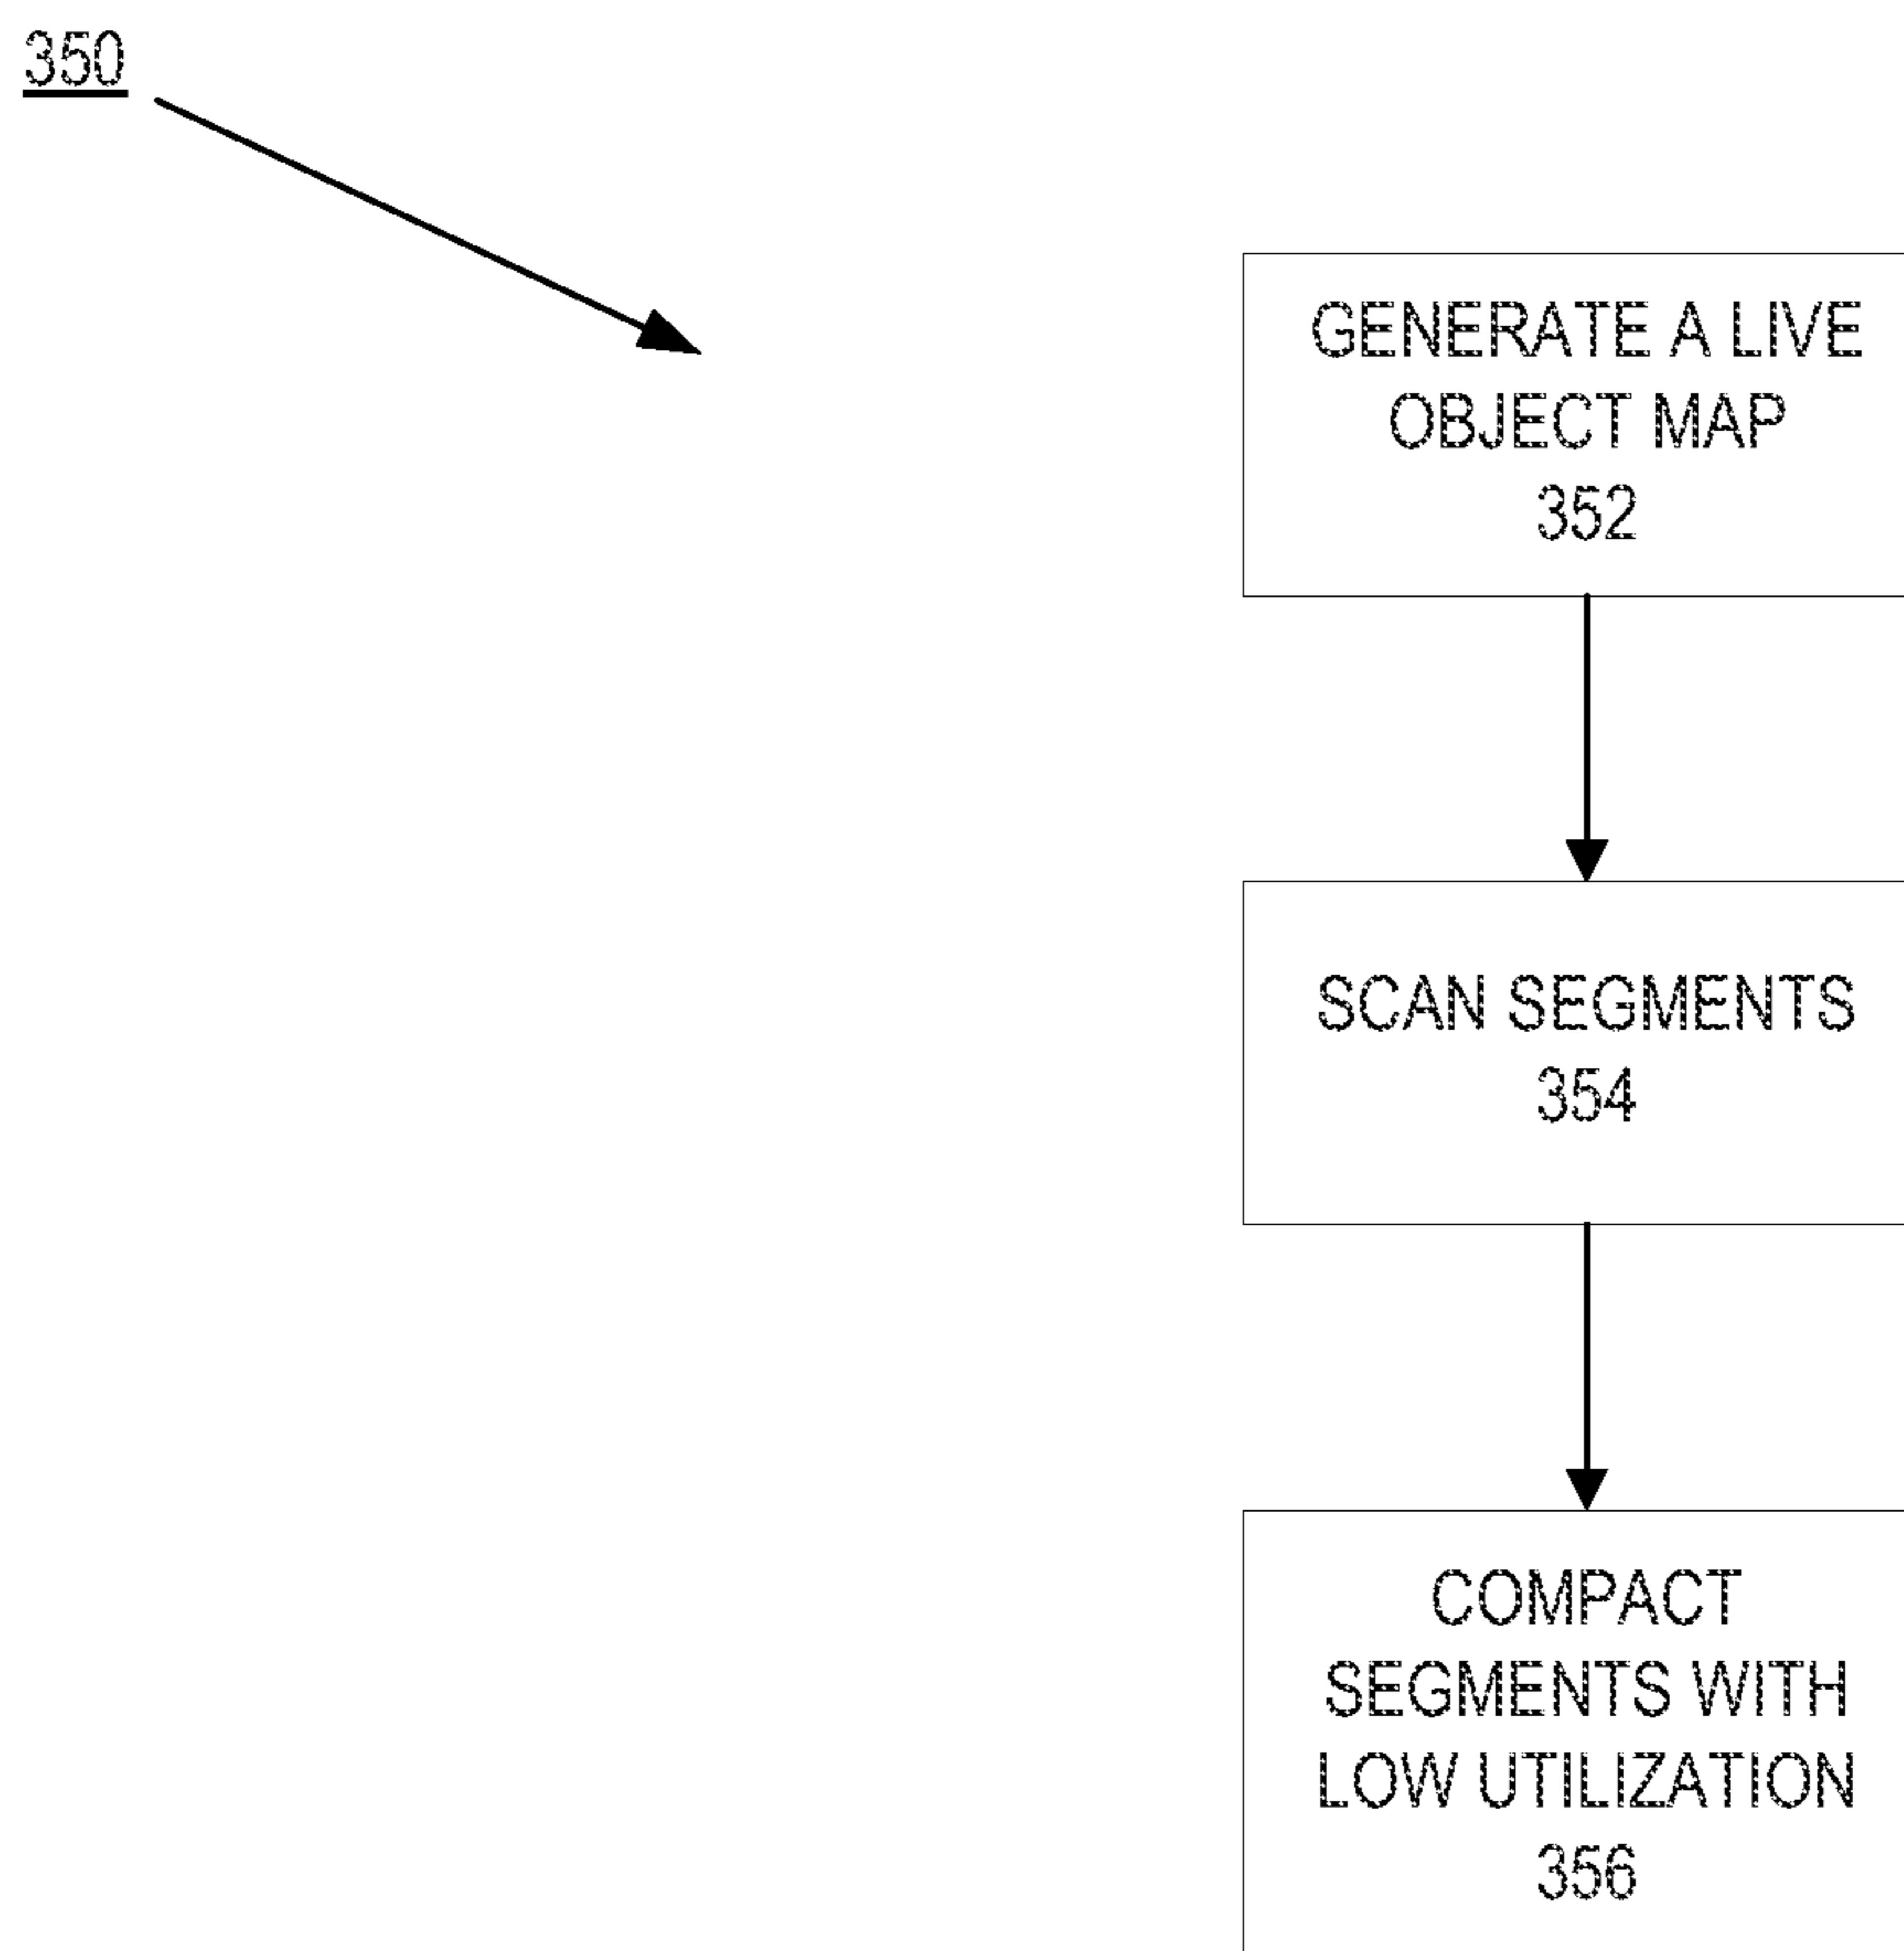 350
GENERATE A LIVE
OBJECT MAP
352
SCAN SEGMENTS
354
COMPACT
SEGMENTS WITH
LOW UTILIZATION
356